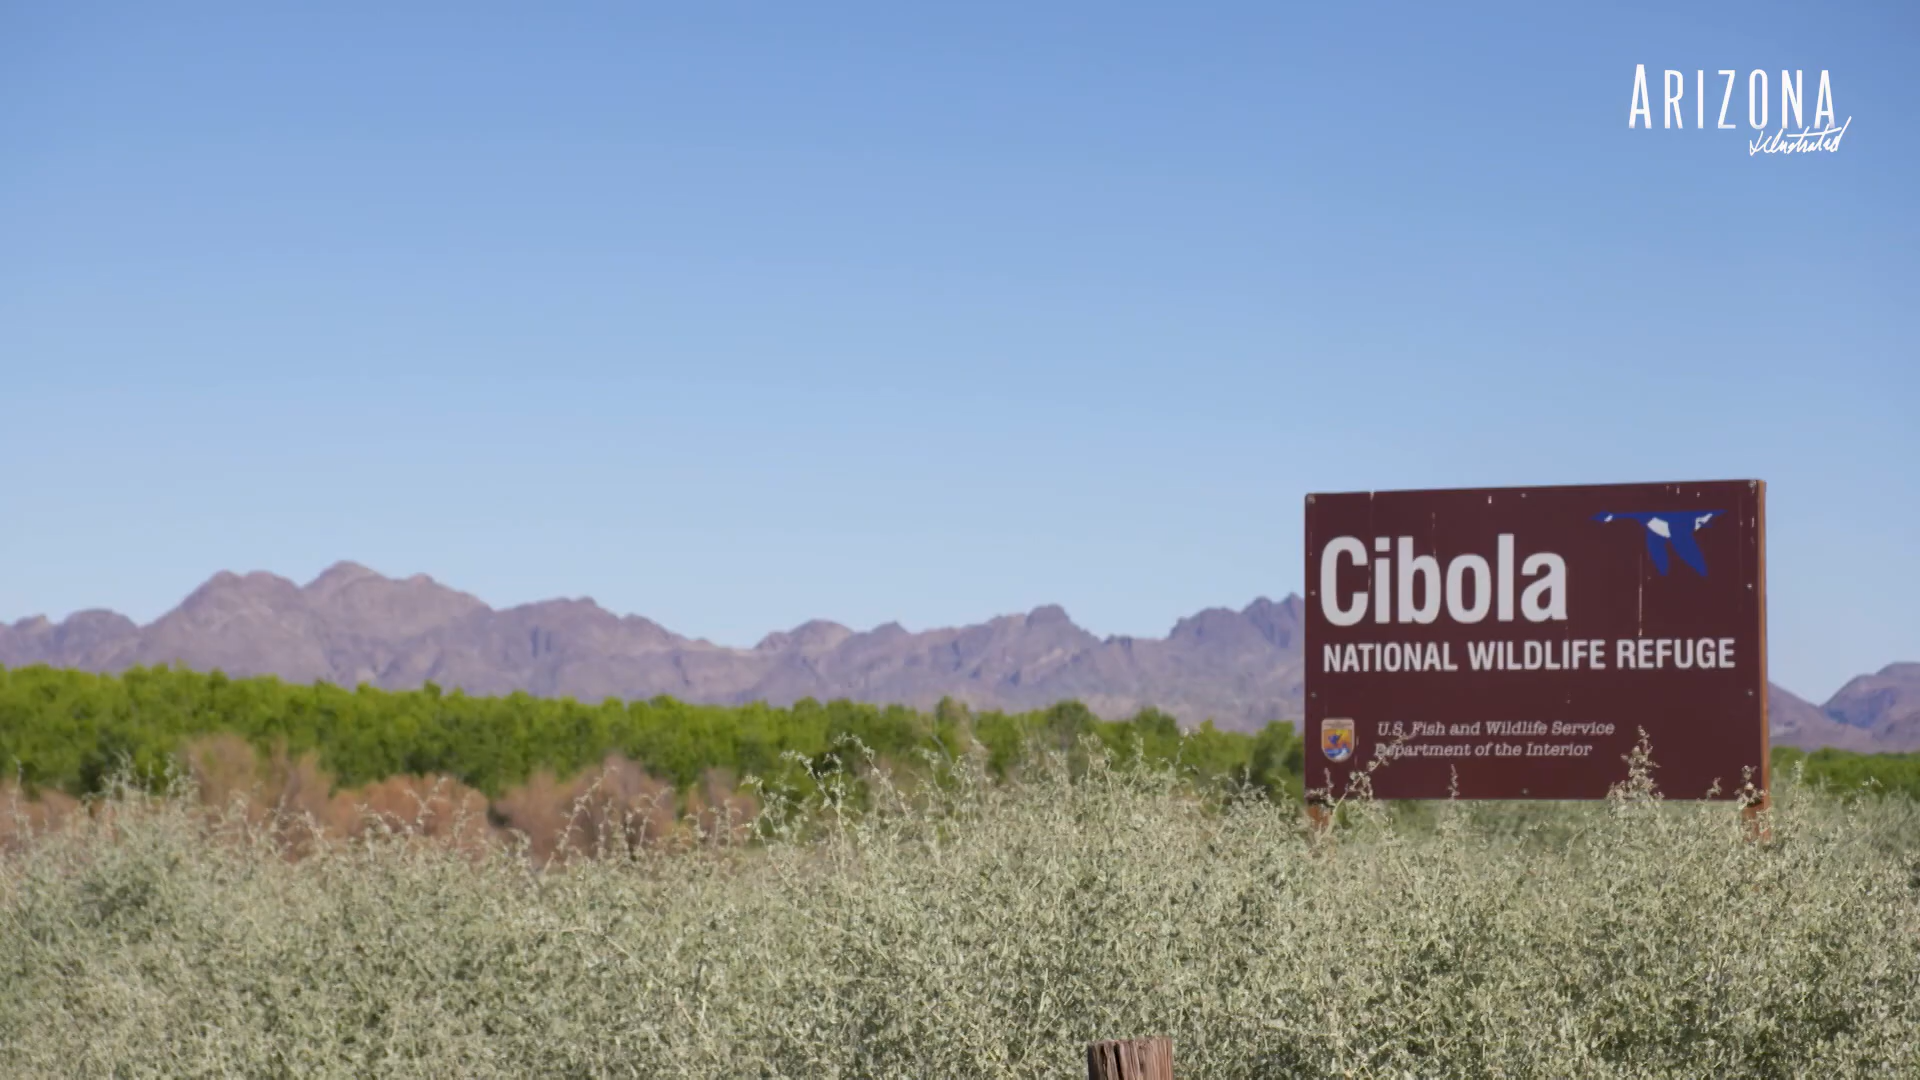 ARIZONA
Illustrated
Cibola
NATIONAL WILDLIFE REFUGE
U.S. Fish and Wildlife Service
Department of the Interior